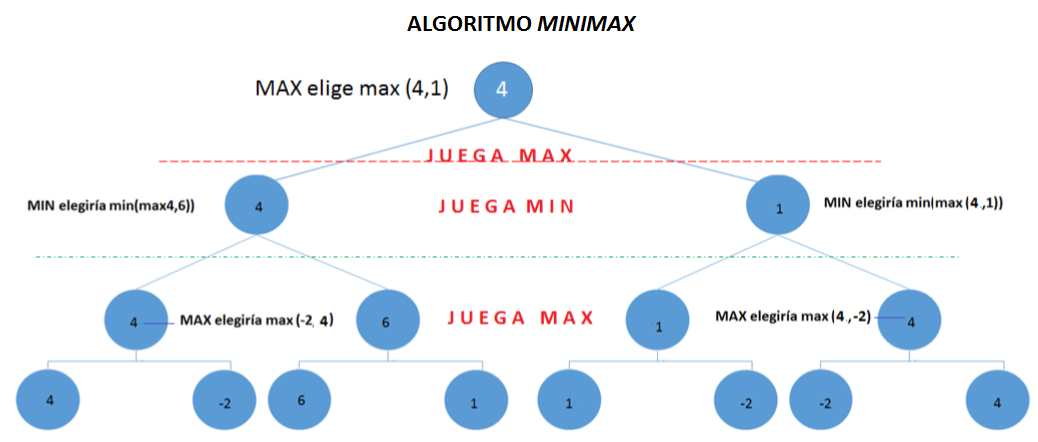 ALGORITMO MINIMAX
MAX elige max (4,1)
4
JUEGA MAX
MIN elegiría min(max4,6))
4
JUEGA MIN
1
MIN elegiría min(max (4 ,1))
4
MAX elegiría max (-2, 4)
6
JUEGA MAX
1
MAX elegiría max (4 ,-2)
4
4
-2
6
1
1
-2
-2
4